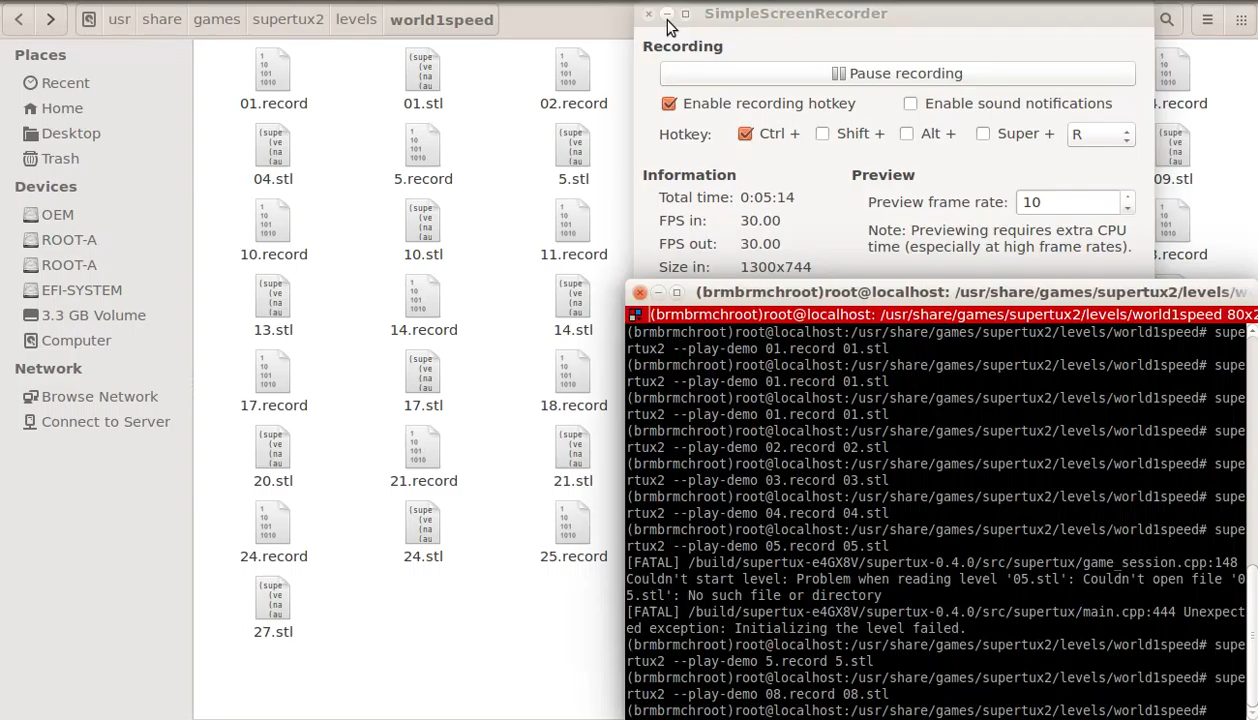 usr
share
games
supertux2
levels
world1speed
SimpleScreenRecorder
Places
Recent
Home
Desktop
Trash
Devices
OEM
ROOT-A
ROOT-A
EFI-SYSTEM
3.3 GB Volume
Computer
Network
Browse Network
Connect to Server
01.record
01.stl
02.record
04.stl
5.record
5.stl
09.stl
10.record
10.stl
11.record
13.stl
14.record
14.stl
17.record
17.stl
18.record
20.stl
21.record
21.stl
24.record
24.stl
25.record
27.stl
Recording
Pause recording
Enable recording hotkey
Enable sound notifications
Hotkey: Ctrl + Shift + Alt + Super + R
Information
Total time: 0:05:14
FPS in: 30.00
FPS out: 30.00
Size in: 1300x744
Preview
Preview frame rate: 10
Note: Previewing requires extra CPU
time (especially at high frame rates).
(brmbrmchroot)root@localhost: /usr/share/games/supertux2/levels/w
(brmbrmchroot)root@localhost: /usr/share/games/supertux2/levels/world1speed 80x2
(brmbrmchroot)root@localhost:/usr/share/games/supertux2/levels/world1speed# supe
rtux2 --play-demo 01.record 01.stl
(brmbrmchroot)root@localhost:/usr/share/games/supertux2/levels/world1speed# supe
rtux2 --play-demo 01.record 01.stl
(brmbrmchroot)root@localhost:/usr/share/games/supertux2/levels/world1speed# supe
rtux2 --play-demo 01.record 01.stl
(brmbrmchroot)root@localhost:/usr/share/games/supertux2/levels/world1speed# supe
rtux2 --play-demo 02.record 02.stl
(brmbrmchroot)root@localhost:/usr/share/games/supertux2/levels/world1speed# supe
rtux2 --play-demo 03.record 03.stl
(brmbrmchroot)root@localhost:/usr/share/games/supertux2/levels/world1speed# supe
rtux2 --play-demo 04.record 04.stl
(brmbrmchroot)root@localhost:/usr/share/games/supertux2/levels/world1speed# supe
rtux2 --play-demo 05.record 05.stl
[FATAL] /build/supertux-e4GX8V/supertux-0.4.0/src/supertux/game_session.cpp:148
Couldn't start level: Problem when reading level '05.stl': Couldn't open file '0
5.stl': No such file or directory
[FATAL] /build/supertux-e4GX8V/supertux-0.4.0/src/supertux/main.cpp:444 Unexpect
ed exception: Initializing the level failed.
(brmbrmchroot)root@localhost:/usr/share/games/supertux2/levels/world1speed# supe
rtux2 --play-demo 5.record 5.stl
(brmbrmchroot)root@localhost:/usr/share/games/supertux2/levels/world1speed# supe
rtux2 --play-demo 08.record 08.stl
(brmbrmchroot)root@localhost:/usr/share/games/supertux2/levels/world1speed#